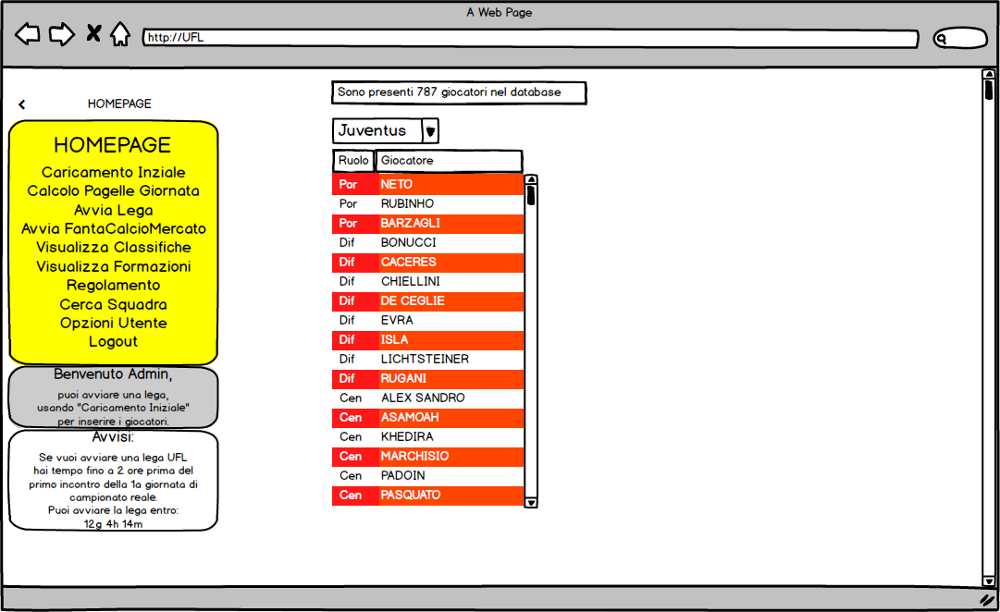 A Web Page
http://UFL
HOMEPAGE
HOMEPAGE
Caricamento Inziale
Calcolo Pagelle Giornata
Avvia Lega
Avvia FantaCalcioMercato
Visualizza Classifiche
Visualizza Formazioni
Regolamento
Cerca Squadra
Opzioni Utente
Logout
Benvenuto Admin,
puoi avviare una lega,
usando "Caricamento Iniziale"
per inserire i giocatori.
Avvisi:
Se vuoi avviare una lega UFL
hai tempo fino a 2 ore prima del
primo incontro della 1a giornata di
campionato reale.
Puoi avviare la lega entro:
12g 4h 14m
Sono presenti 787 giocatori nel database
Juventus
Ruolo Giocatore
Por NETO
Por RUBINHO
Por BARZAGLI
Dif BONUCCI
Dif CACERES
Dif CHIELLINI
Dif DE CEGLIE
Dif EVRA
Dif ISLA
Dif LICHTSTEINER
Dif RUGANI
Cen ALEX SANDRO
Cen ASAMOAH
Cen KHEDIRA
Cen MARCHISIO
Cen PADOIN
Cen PASQUATO